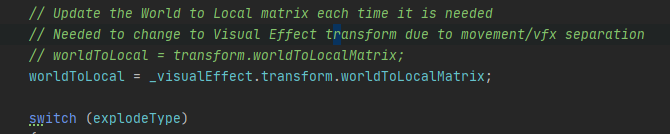 // Update the World to Local matrix each time it is needed
// Needed to change to Visual Effect transform due to movement/vfx separation
// worldToLocal = transform.worldToLocalMatrix;
worldToLocal = _visualEffect.transform.worldToLocalMatrix;
switch (explodeType)